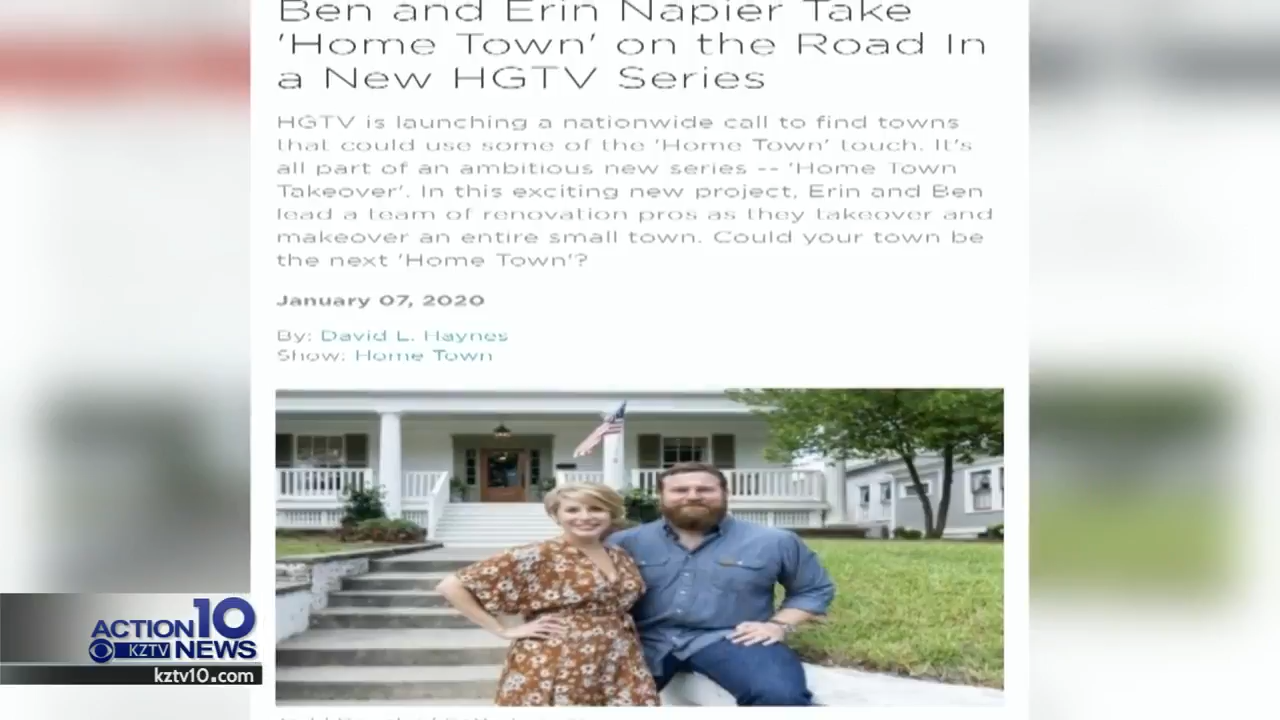 Ben and Erin Napier Take
'Home Town' on the Road In
a New HGTV Series
HGTV is launching a nationwide call to find towns
that could use some of the 'Home Town' touch. It's
all part of an ambitious new series -- 'Home Town
Takeover'. In this exciting new project, Erin and Ben
lead a team of renovation pros as they takeover and
makeover an entire small town. Could your town be
the next 'Home Town'?
January 07, 2020
By: David L. Haynes
Show: Home Town
ACTION 10
KZTV NEWS
kztv10.com